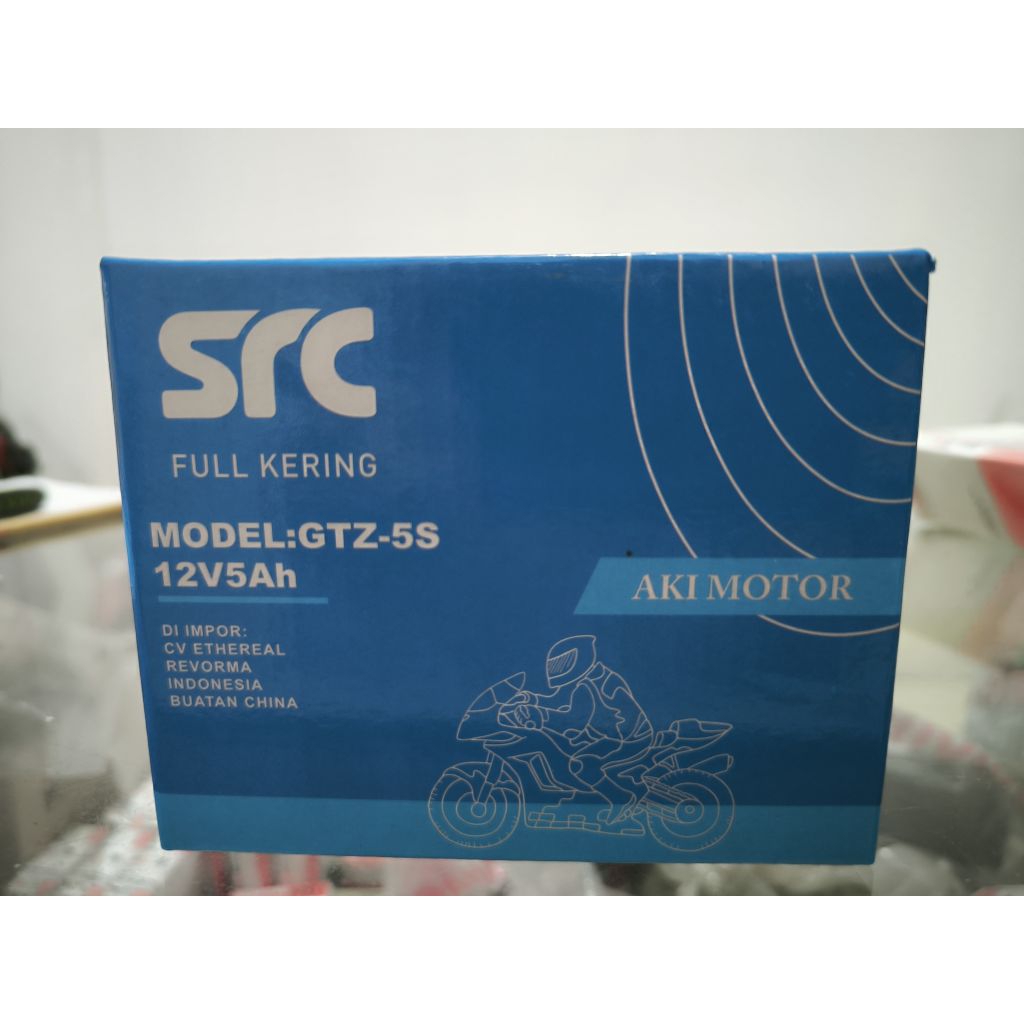 src
FULL KERING
MODEL:GTZ-5S
12V5Ah
DI IMPOR:
CV ETHEREAL
REVORMA
INDONESIA
BUATAN CHINA
AKI MOTOR